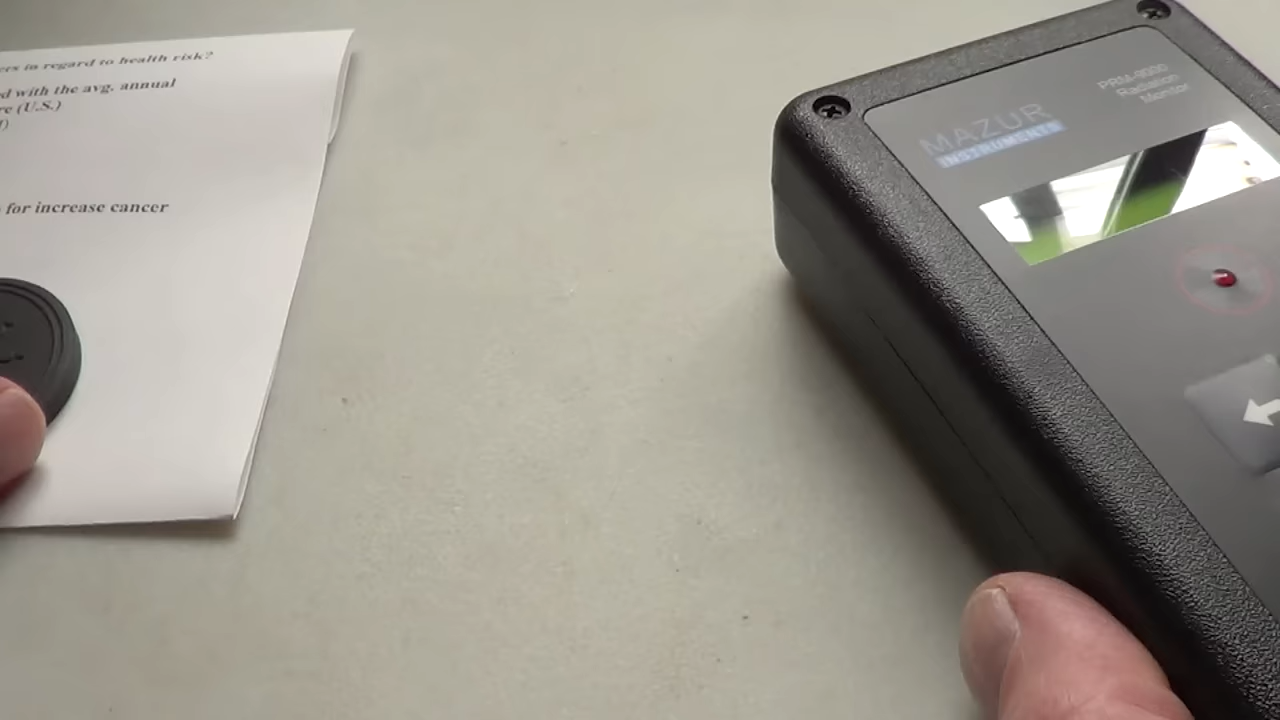 ers in regard to health risk?
d with the avg. annual
re (U.S.)
for increase cancer
MAZUR
INSTRUMENTS
PRM-9000
Radiation
Monitor